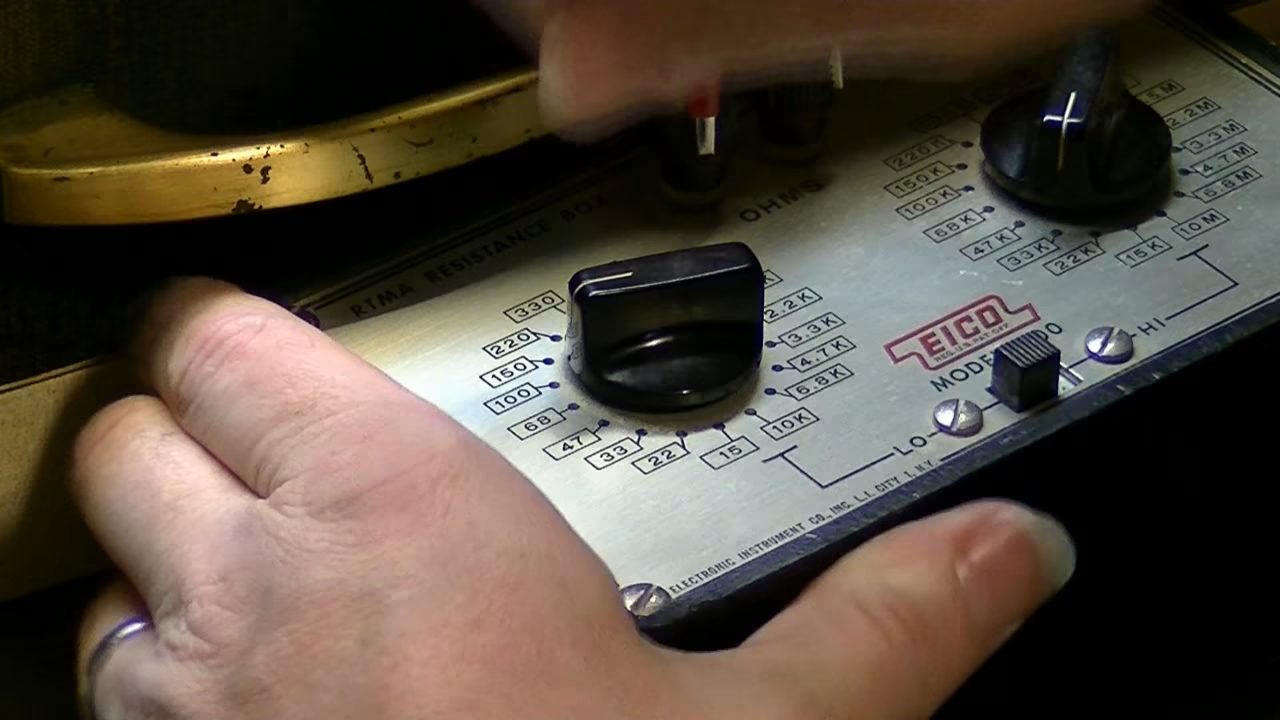 RTMA RESISTANCE BOX
OHMS
330
220
150
100
68
47
33
22
15
10K
6.8K
4.7K
3.3K
2.2K
220K
150K
100K
68K
47K
33K
22K
15K
10M
6.8M
4.7M
3.3M
2.2M
EICO
REG. U.S. PAT. OFF.
LO
HI
ELECTRONIC INSTRUMENT CO., INC. L.I. CITY 1, N.Y.